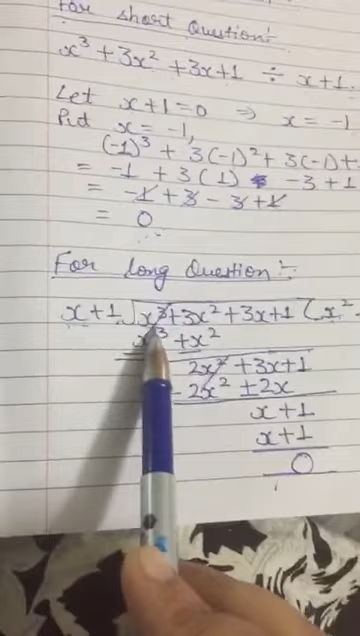 For short Question:-
x³ + 3x² + 3x + 1 ÷ x + 1.
Let x + 1 = 0 ⇒ x = -1
Put x = -1,
(-1)³ + 3(-1)² + 3(-1) +
= -1 + 3(1) - 3 + 1
= -1 + 3 - 3 + 1
= 0
For long Question:-
x + 1 ) x³ + 3x² + 3x + 1 ( x² -
x³ + x²
2x² + 3x + 1
- 2x² ± 2x
x + 1
x + 1
0